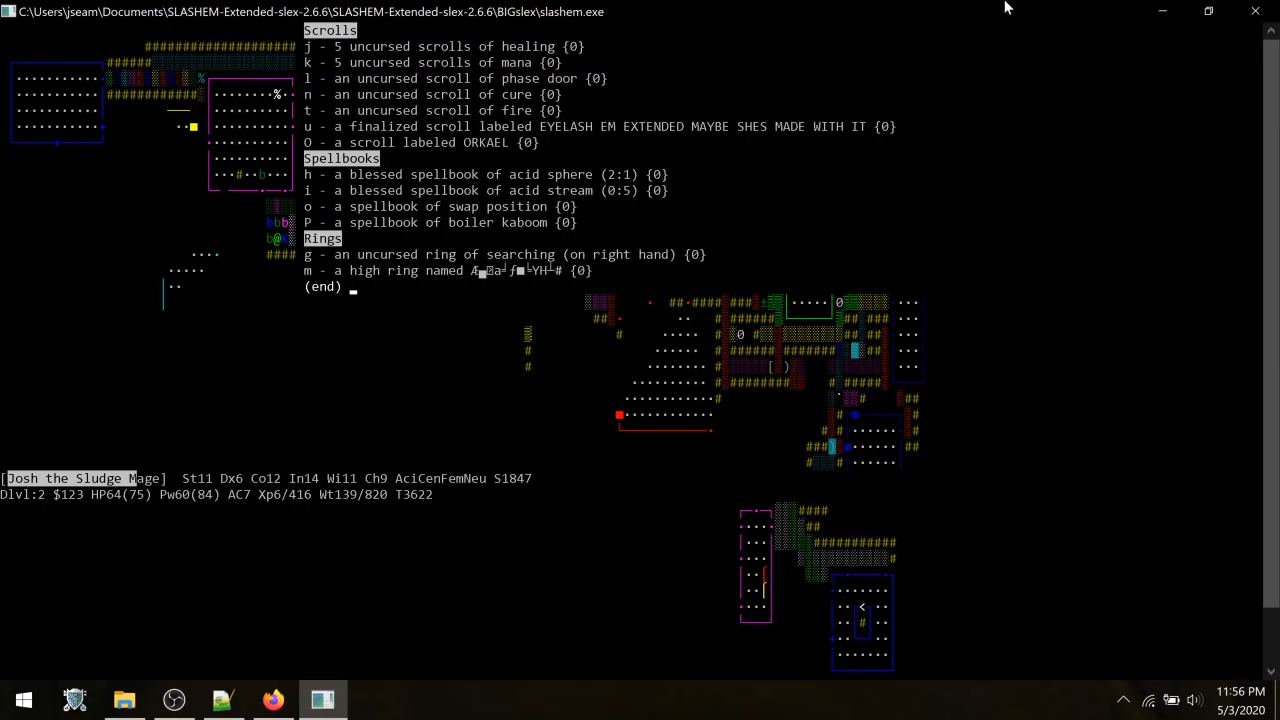 C:\Users\jseam\Documents\SLASHEM-Extended-slex-2.6.6\SLASHEM-Extended-slex-2.6.6\BIGslex\slashem.exe
Scrolls
j - 5 uncursed scrolls of healing {0}
k - 5 uncursed scrolls of mana {0}
l - an uncursed scroll of phase door {0}
n - an uncursed scroll of cure {0}
t - an uncursed scroll of fire {0}
u - a finalized scroll labeled EYELASH EM EXTENDED MAYBE SHES MADE WITH IT {0}
O - a scroll labeled ORKAEL {0}
Spellbooks
h - a blessed spellbook of acid sphere (2:1) {0}
i - a blessed spellbook of acid stream (0:5) {0}
o - a spellbook of swap position {0}
P - a spellbook of boiler kaboom {0}
Rings
g - an uncursed ring of searching (on right hand) {0}
m - a high ring named {0}
(end)
[Josh the Sludge Mage] St11 Dx6 Co12 In14 Wi11 Ch9 AciCenFemNeu S1847
Dlvl:2 $123 HP64(75) Pw60(84) AC7 Xp6/416 Wt139/820 T3622
11:56 PM
5/3/2020